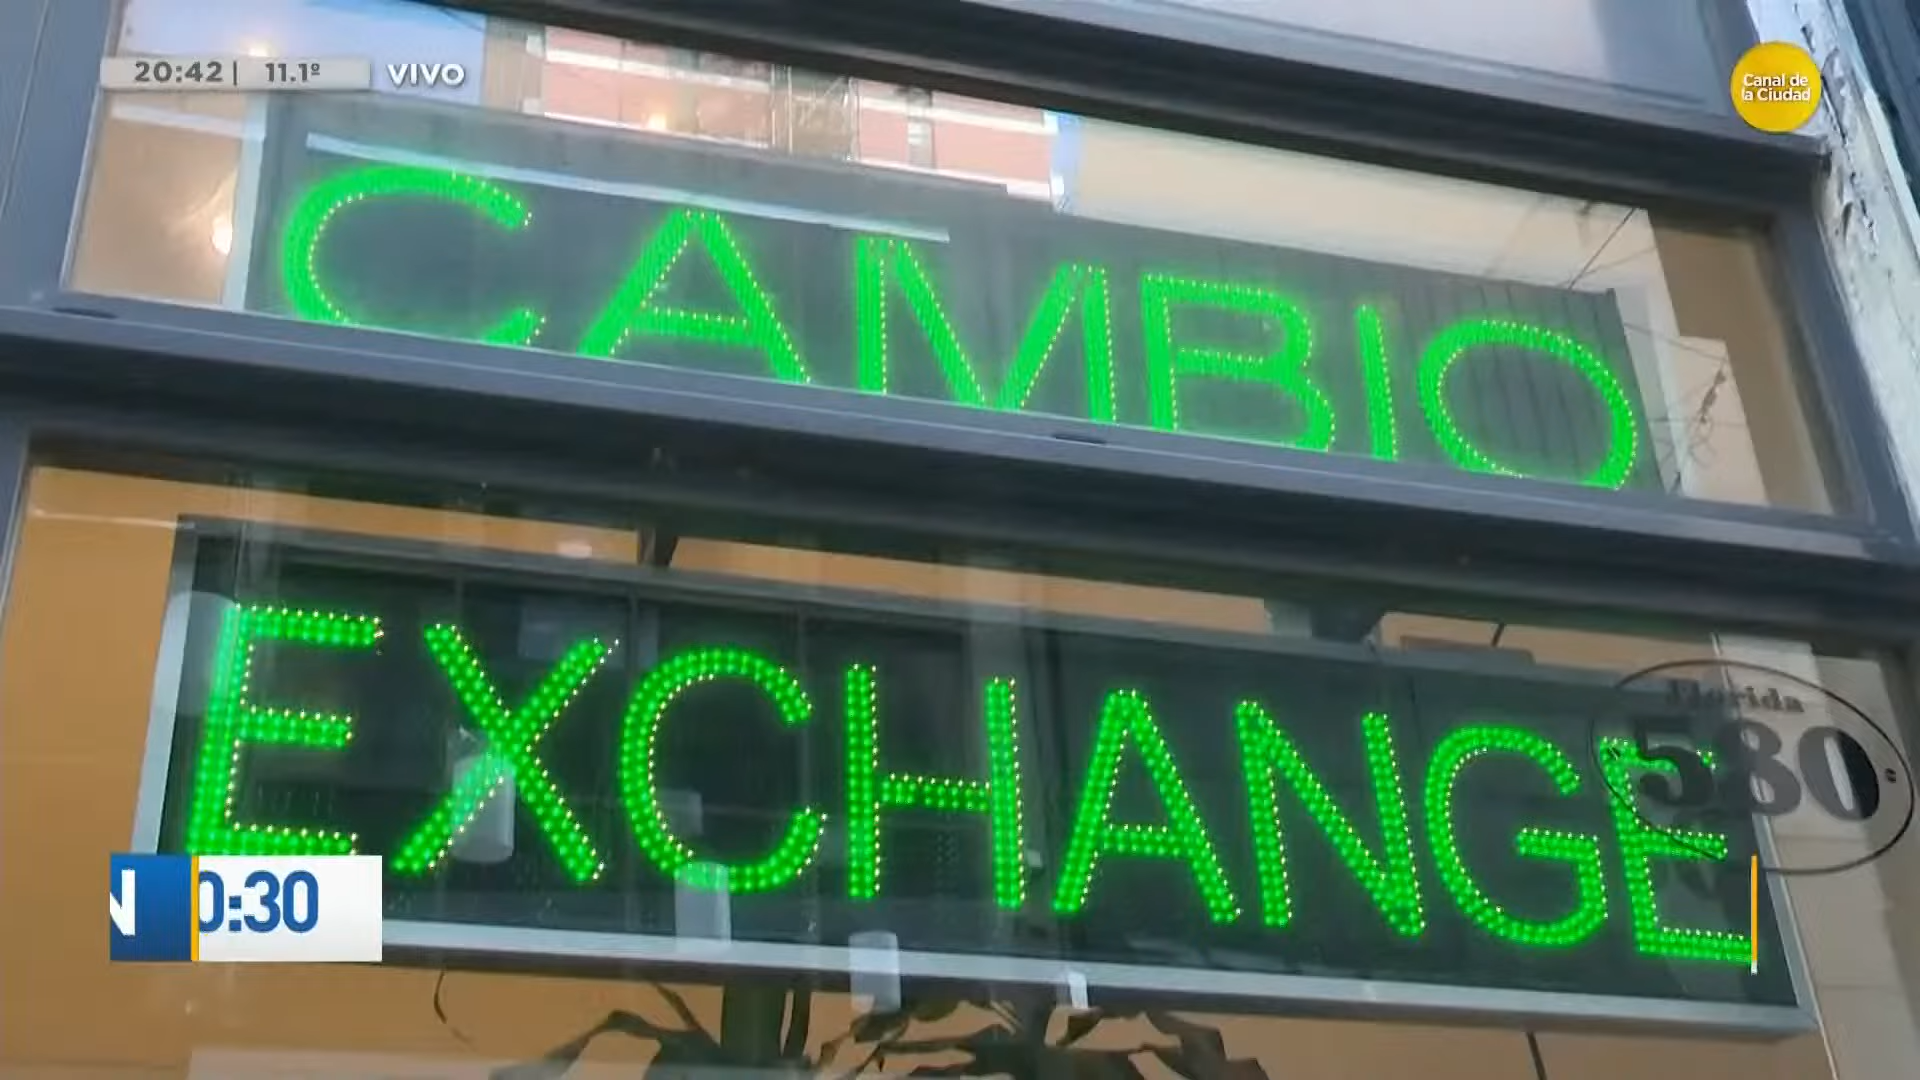 20:42 | 11.1º VIVO
Canal de
la Ciudad
CAMBIO
EXCHANGE
Florida
580
N 0:30